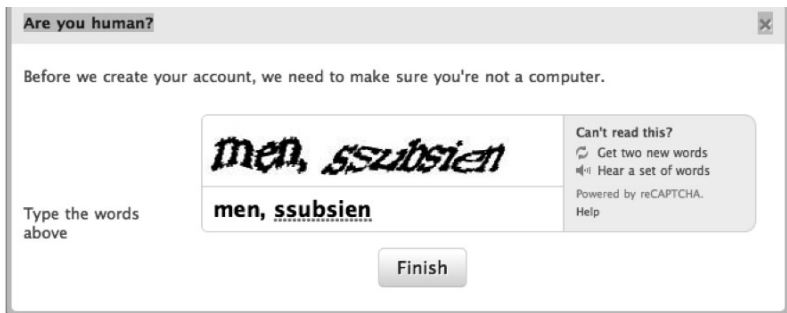 Are you human?
Before we create your account, we need to make sure you're not a computer.
men, ssubsien
Type the words
above
men, ssubsien
Can't read this?
Get two new words
Hear a set of words
Powered by reCAPTCHA.
Help
Finish